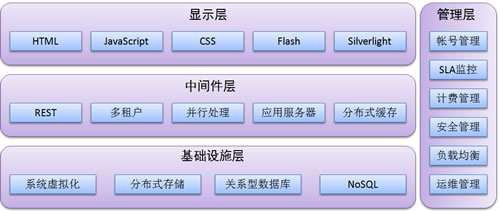 显示层
HTML JavaScript CSS Flash Silverlight
中间件层
REST 多租户 并行处理 应用服务器 分布式缓存
基础设施层
系统虚拟化 分布式存储 关系型数据库 NoSQL
管理层
帐号管理
SLA监控
计费管理
安全管理
负载均衡
运维管理